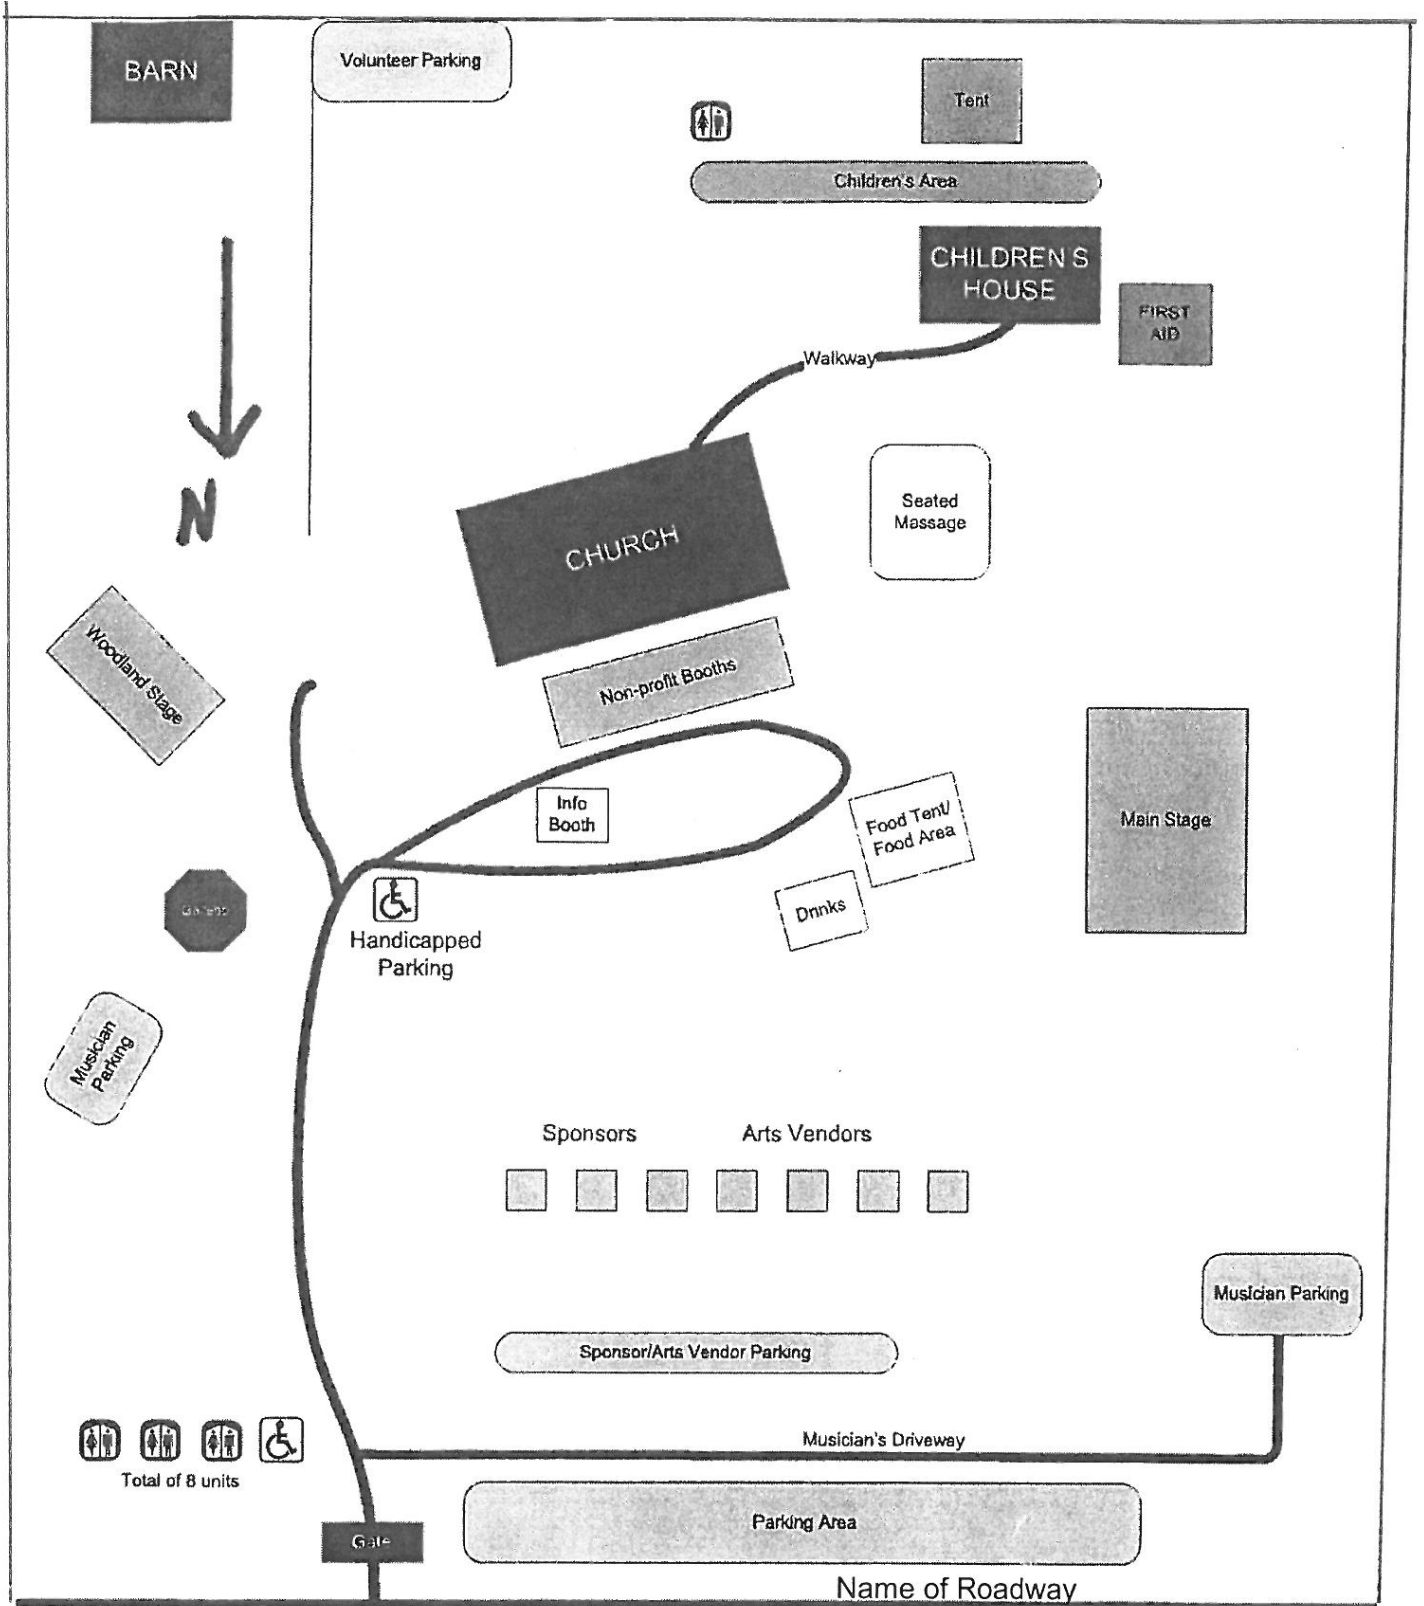 BARN
Volunteer Parking
Tent
Children's Area
CHILDREN'S
HOUSE
FIRST
AID
Walkway
N
CHURCH
Seated
Massage
Woodland Stage
Non-profit Booths
Info
Booth
Food Tent/
Food Area
Main Stage
Drinks
Handicapped
Parking
Musician
Parking
Sponsors
Arts Vendors
Musician Parking
Sponsor/Arts Vendor Parking
Musician's Driveway
Total of 8 units
Parking Area
Gate
Name of Roadway